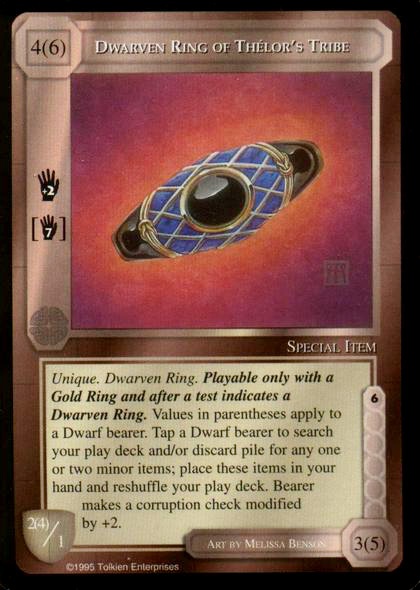 4(6)
Dwarven Ring of Thélor's Tribe
+2
[7]
Special Item
Unique. Dwarven Ring. Playable only with a
Gold Ring and after a test indicates a
Dwarven Ring. Values in parentheses apply to
a Dwarf bearer. Tap a Dwarf bearer to search
your play deck and/or discard pile for any one
or two minor items; place these items in your
hand and reshuffle your play deck. Bearer
makes a corruption check modified
by +2.
6
2(4)/1
Art by Melissa Benson
3(5)
©1995 Tolkien Enterprises